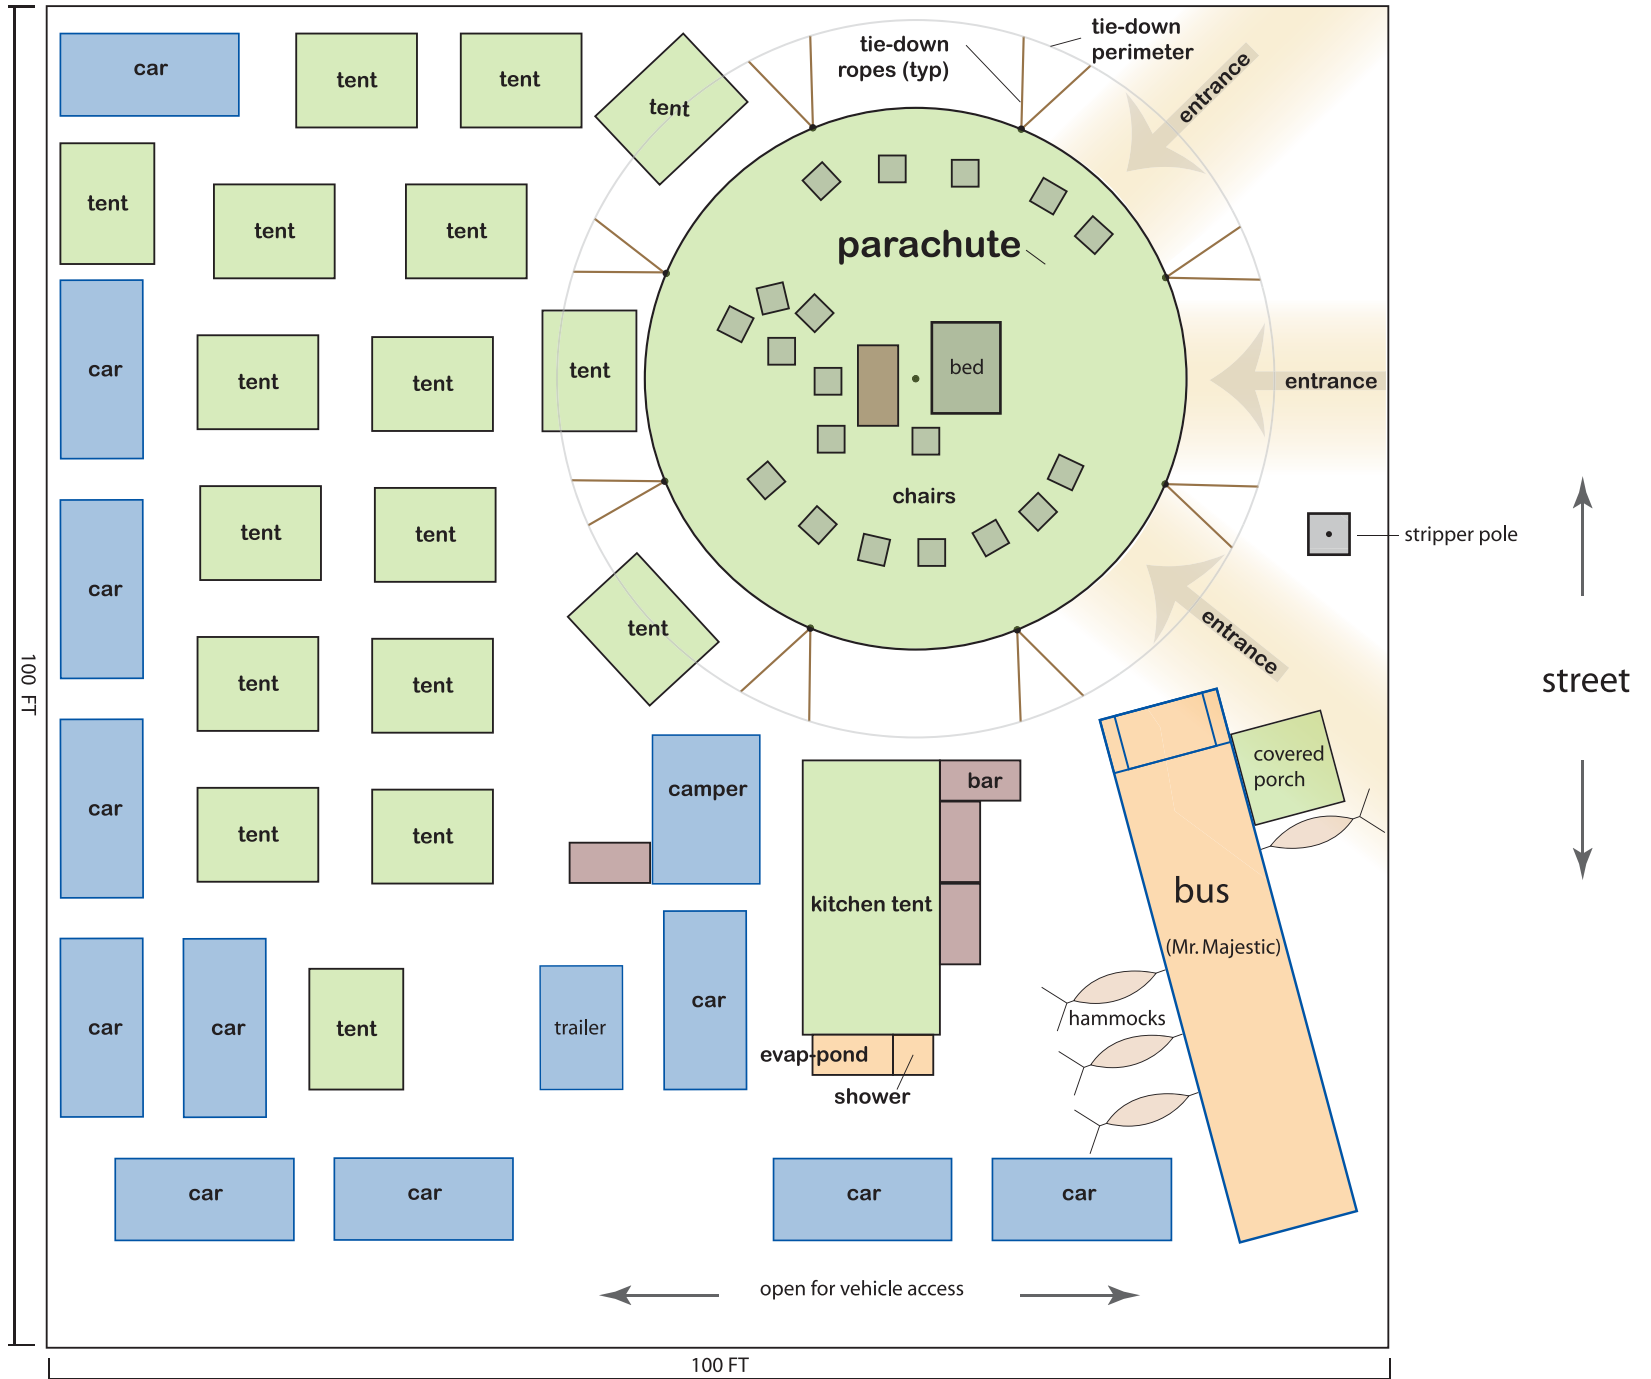 tie-down
perimeter
tie-down
ropes (typ)
entrance
car
tent
tent
tent
tent
tent
tent
parachute
car
tent
tent
tent
bed
entrance
chairs
car
tent
tent
stripper pole
tent
entrance
100 FT
tent
tent
street
car
tent
tent
camper
bar
covered
porch
kitchen tent
bus
(Mr. Majestic)
car
car
tent
trailer
car
hammocks
evap-pond
shower
car
car
car
car
open for vehicle access
100 FT